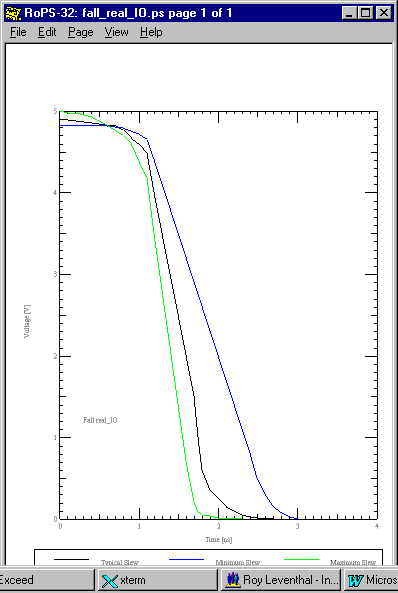 RoPS-32: fall_real_IO.ps page 1 of 1
File Edit Page View Help
5
4
3
2
1
0
Voltage [V]
Fall real_IO
0 1 2 3 4
Time [ns]
Typical Slew Minimum Slew Maximum Slew
Exceed xterm Roy Leventhal - In... Micros